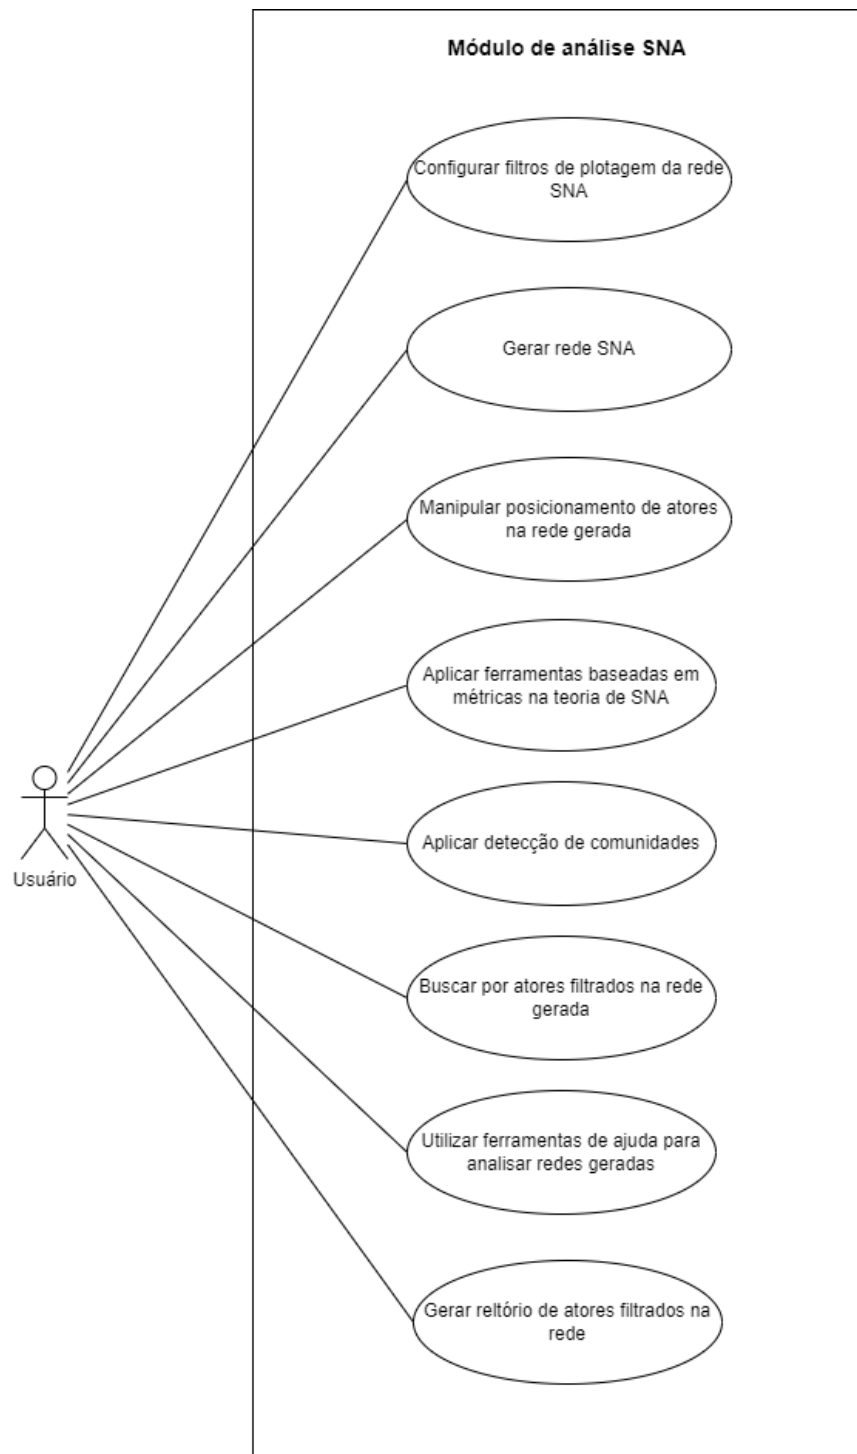 Módulo de análise SNA
Configurar filtros de plotagem da rede
SNA
Gerar rede SNA
Manipular posicionamento de atores
na rede gerada
Aplicar ferramentas baseadas em
métricas na teoria de SNA
Aplicar detecção de comunidades
Usuário
Buscar por atores filtrados na rede
gerada
Utilizar ferramentas de ajuda para
analisar redes geradas
Gerar reltório de atores filtrados na
rede